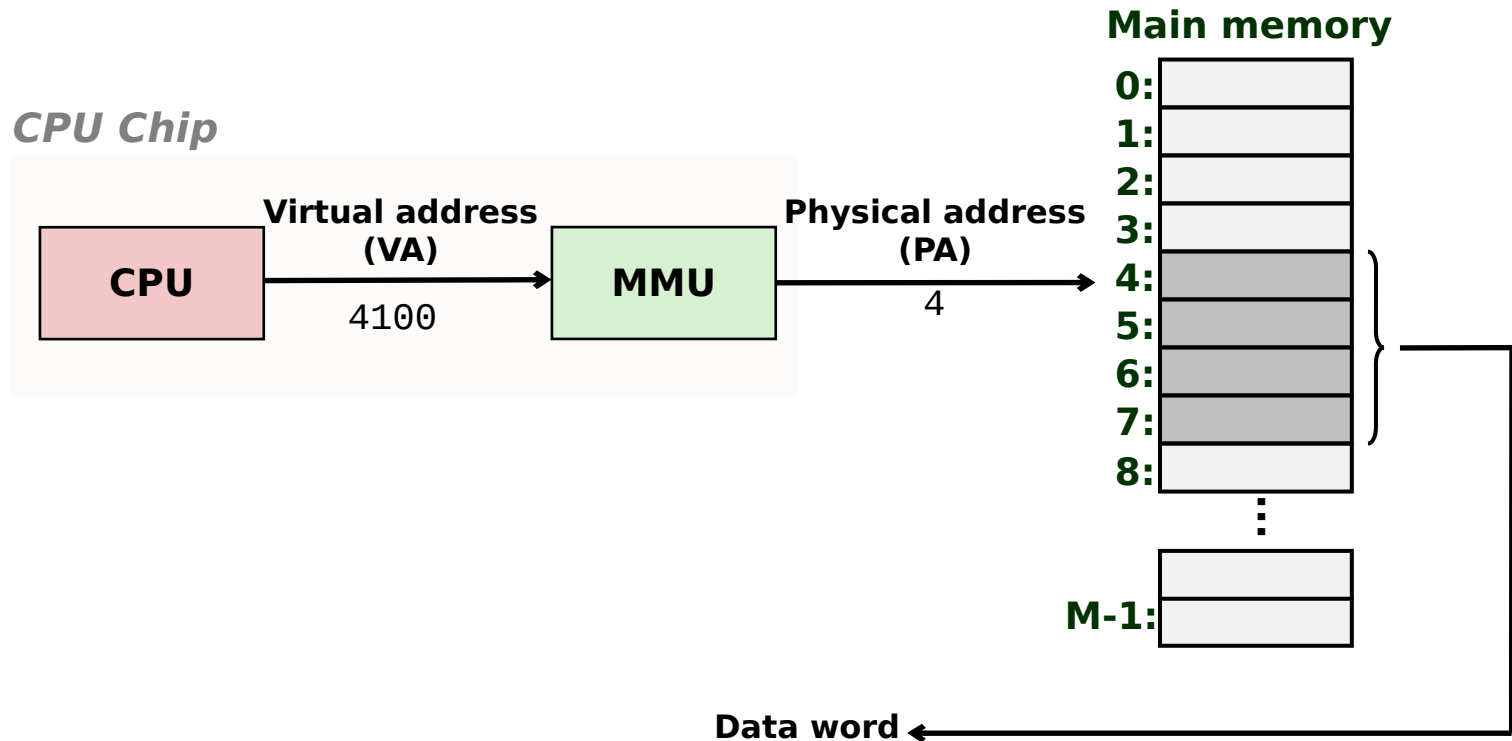 Main memory
0:
1:
CPU Chip
2:
Virtual address
(VA)
Physical address
(PA)
3:
CPU
MMU
4:
4100
4
5:
6:
7:
8:
M-1:
Data word